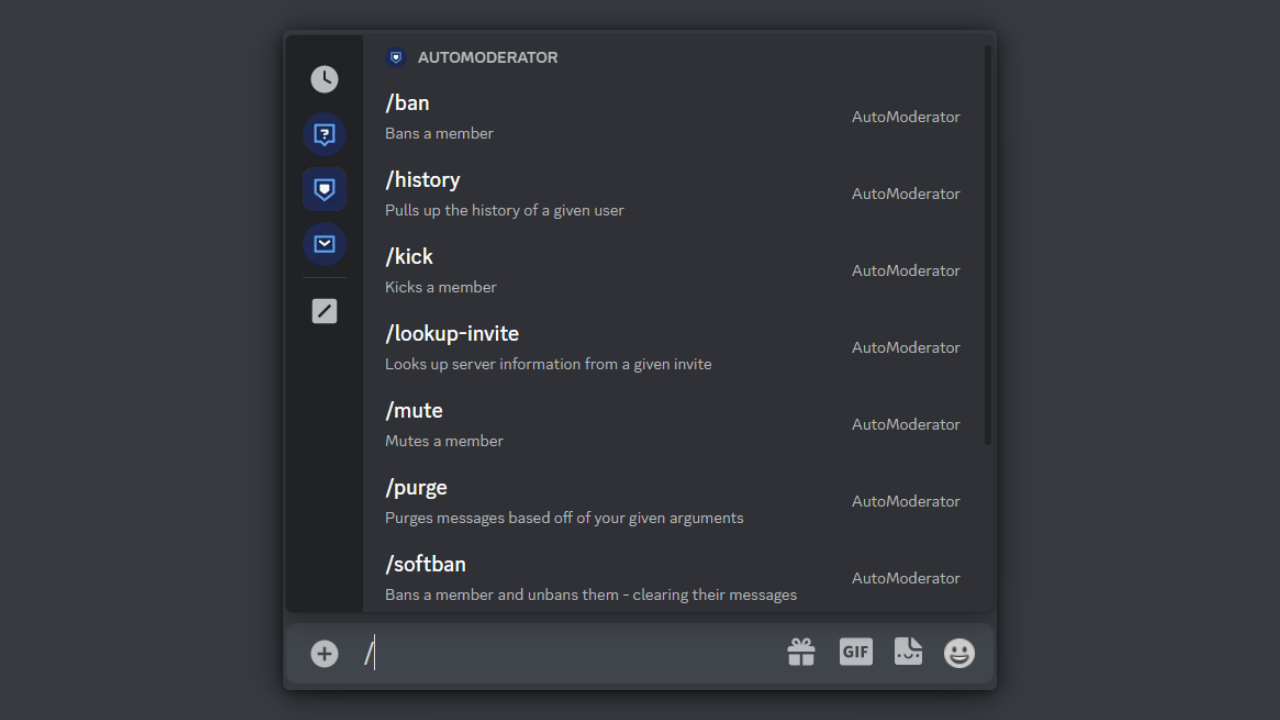 AUTOMODERATOR
/ban
Bans a member
AutoModerator
/history
Pulls up the history of a given user
AutoModerator
/kick
Kicks a member
AutoModerator
/lookup-invite
Looks up server information from a given invite
AutoModerator
/mute
Mutes a member
AutoModerator
/purge
Purges messages based off of your given arguments
AutoModerator
/softban
Bans a member and unbans them - clearing their messages
AutoModerator
/
GIF